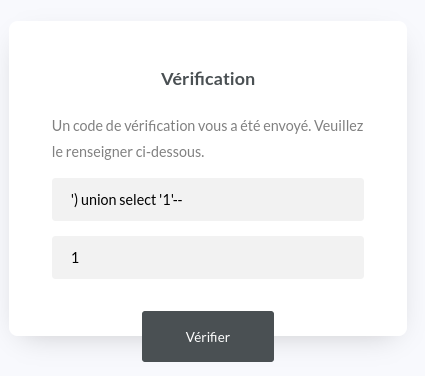 Vérification
Un code de vérification vous a été envoyé. Veuillez
le renseigner ci-dessous.
') union select '1'--
1
Vérifier